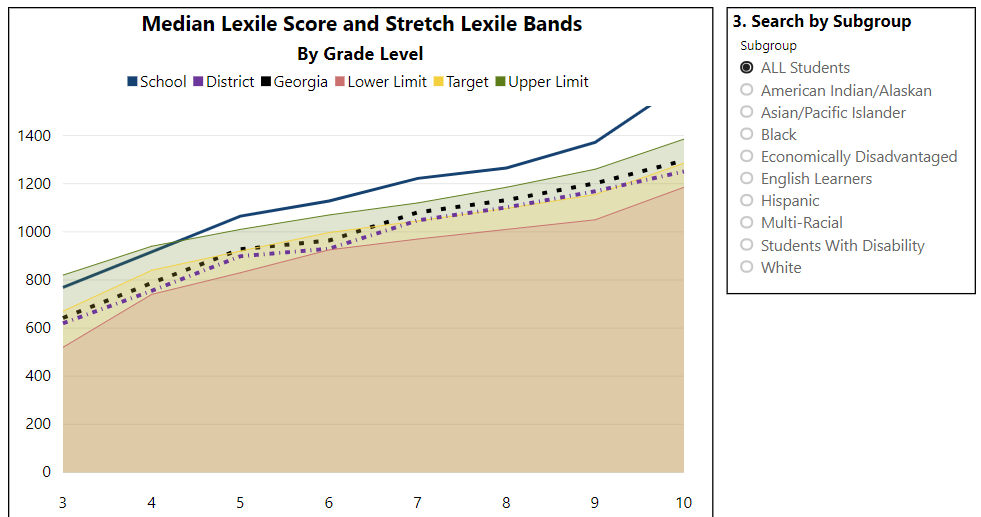 Median Lexile Score and Stretch Lexile Bands
By Grade Level
School District Georgia Lower Limit Target Upper Limit
1400
1200
1000
800
600
400
200
0
3 4 5 6 7 8 9 10
3. Search by Subgroup
Subgroup
ALL Students
American Indian/Alaskan
Asian/Pacific Islander
Black
Economically Disadvantaged
English Learners
Hispanic
Multi-Racial
Students With Disability
White